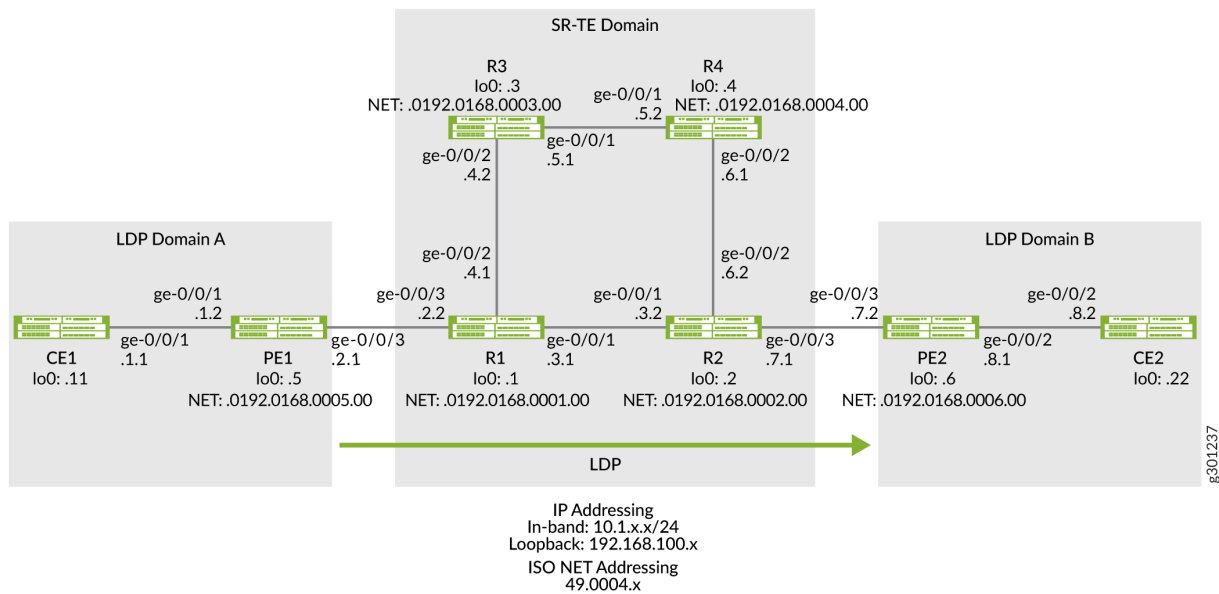 SR-TE Domain
R3
lo0: .3
NET: .0192.0168.0003.00
R4
lo0: .4
NET: .0192.0168.0004.00
ge-0/0/1
.5.2
ge-0/0/1
.5.1
ge-0/0/2
.4.2
ge-0/0/2
.6.1
LDP Domain A
LDP Domain B
ge-0/0/2
.4.1
ge-0/0/2
.6.2
ge-0/0/1
.1.2
ge-0/0/3
.2.2
ge-0/0/1
.3.2
ge-0/0/3
.7.2
ge-0/0/2
.8.2
CE1
lo0: .11
ge-0/0/1
.1.1
PE1
lo0: .5
NET: .0192.0168.0005.00
ge-0/0/3
.2.1
R1
lo0: .1
NET: .0192.0168.0001.00
ge-0/0/1
.3.1
R2
lo0: .2
NET: .0192.0168.0002.00
ge-0/0/3
.7.1
PE2
lo0: .6
NET: .0192.0168.0006.00
ge-0/0/2
.8.1
CE2
lo0: .22
LDP
g301237
IP Addressing
In-band: 10.1.x.x/24
Loopback: 192.168.100.x
ISO NET Addressing
49.0004.x